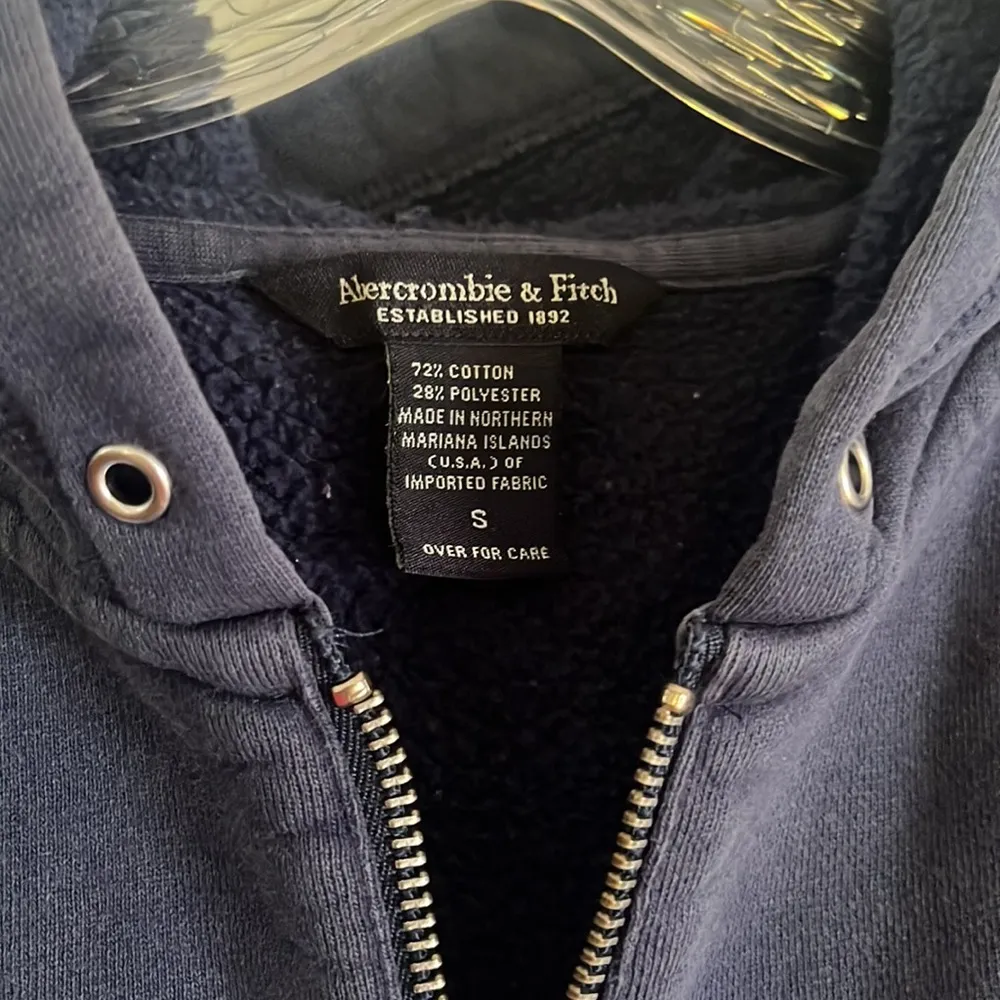 Abercrombie & Fitch
ESTABLISHED 1892
72% COTTON
28% POLYESTER
MADE IN NORTHERN
MARIANA ISLANDS
(U.S.A.) OF
IMPORTED FABRIC
S
OVER FOR CARE